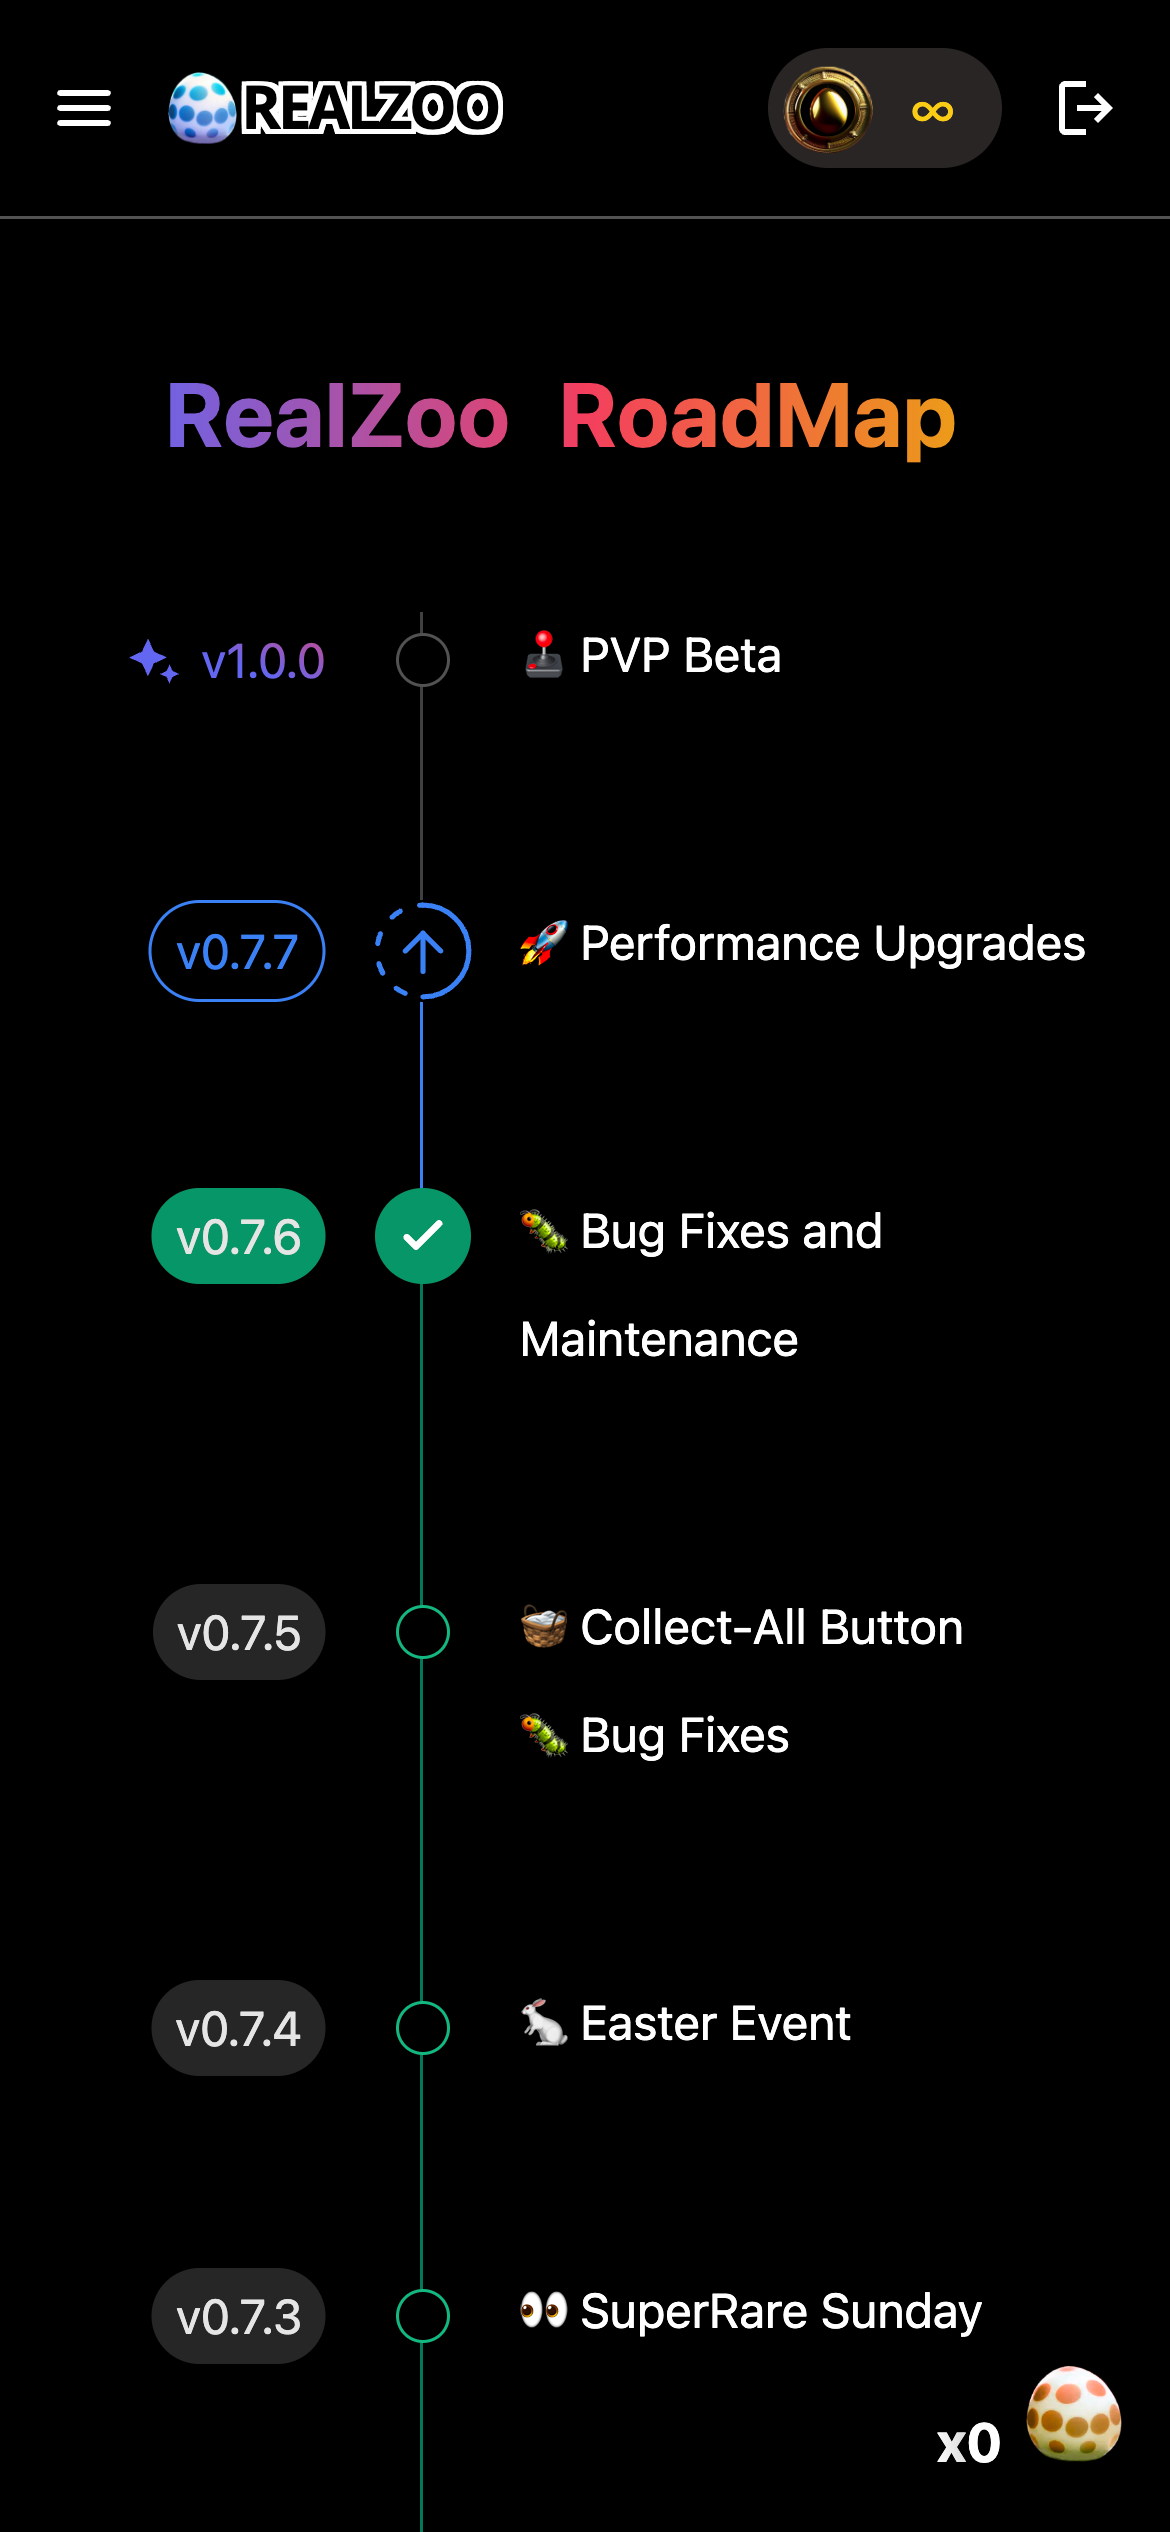 REALZOO
∞
RealZoo RoadMap
v1.0.0
🕹️ PVP Beta
v0.7.7
🚀 Performance Upgrades
v0.7.6
🐛 Bug Fixes and
Maintenance
v0.7.5
🧺 Collect-All Button
🐛 Bug Fixes
v0.7.4
🐇 Easter Event
v0.7.3
👀 SuperRare Sunday
x0